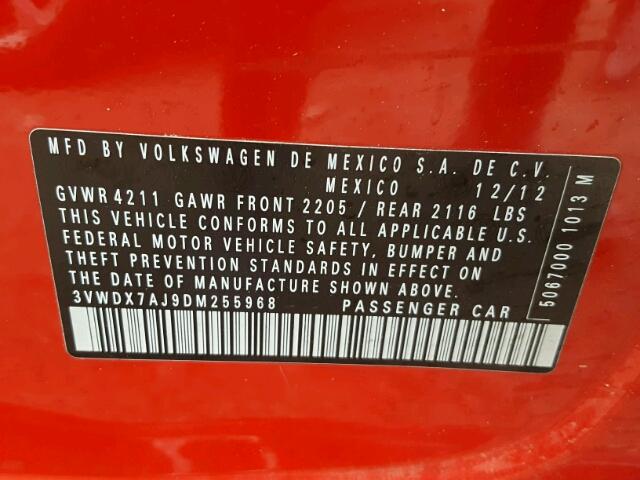 MFD BY VOLKSWAGEN DE MEXICO S.A. DE C.V.
MEXICO 12/12
GVWR 4211 GAWR FRONT 2205 / REAR 2116 LBS
THIS VEHICLE CONFORMS TO ALL APPLICABLE U.S.
FEDERAL MOTOR VEHICLE SAFETY, BUMPER AND
THEFT PREVENTION STANDARDS IN EFFECT ON
THE DATE OF MANUFACTURE SHOWN ABOVE.
3VWDX7AJ9DM255968 PASSENGER CAR
5067000 1013 M